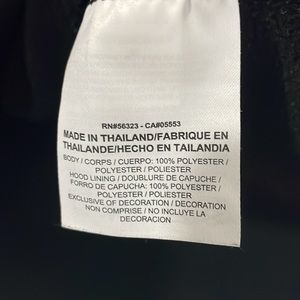 RN#56323 - CA#05553
MADE IN THAILAND/FABRIQUE EN
THAILANDE/HECHO EN TAILANDIA
BODY / CORPS / CUERPO: 100% POLYESTER /
POLYESTER / POLIESTER
HOOD LINING / DOUBLURE DE CAPUCHE /
FORRO DE CAPUCHA: 100% POLYESTER /
POLYESTER / POLIESTER
EXCLUSIVE OF DECORATION / DECORATION
NON COMPRISE / NO INCLUYE LA
DECORACION